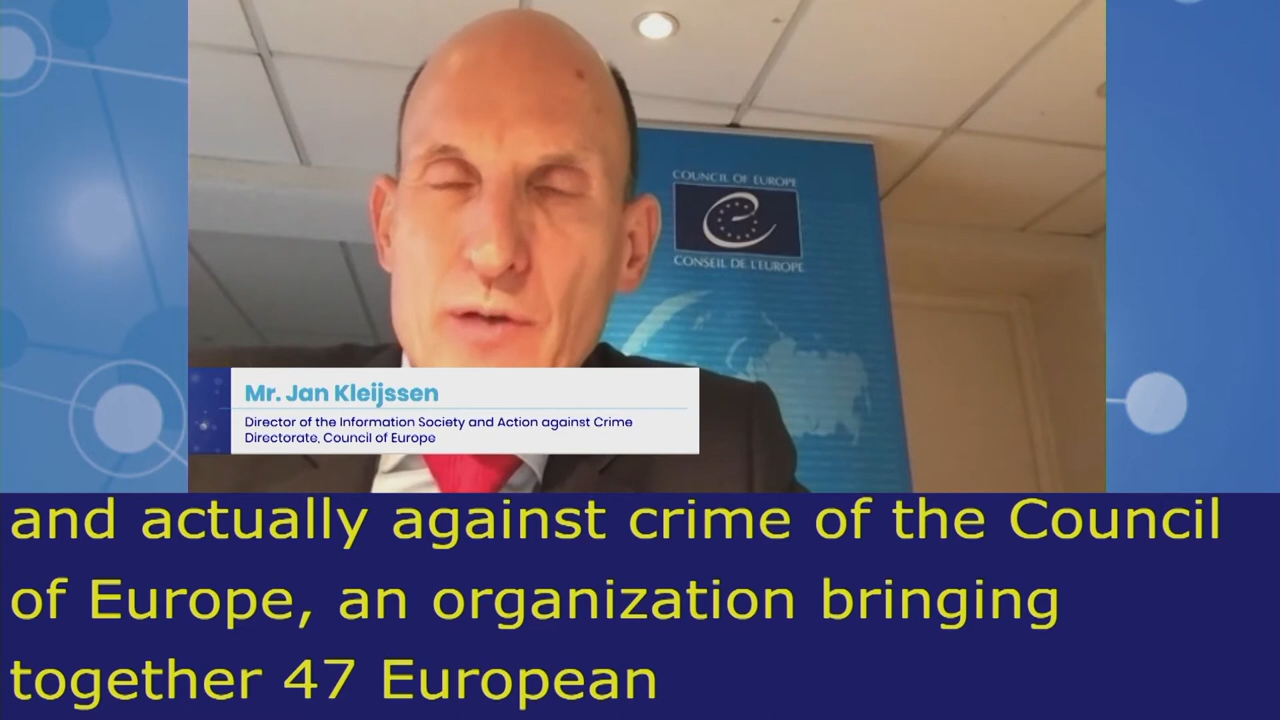 COUNCIL OF EUROPE
CONSEIL DE L'EUROPE
Mr. Jan Kleijssen
Director of the Information Society and Action against Crime
Directorate, Council of Europe
and actually against crime of the Council
of Europe, an organization bringing
together 47 European